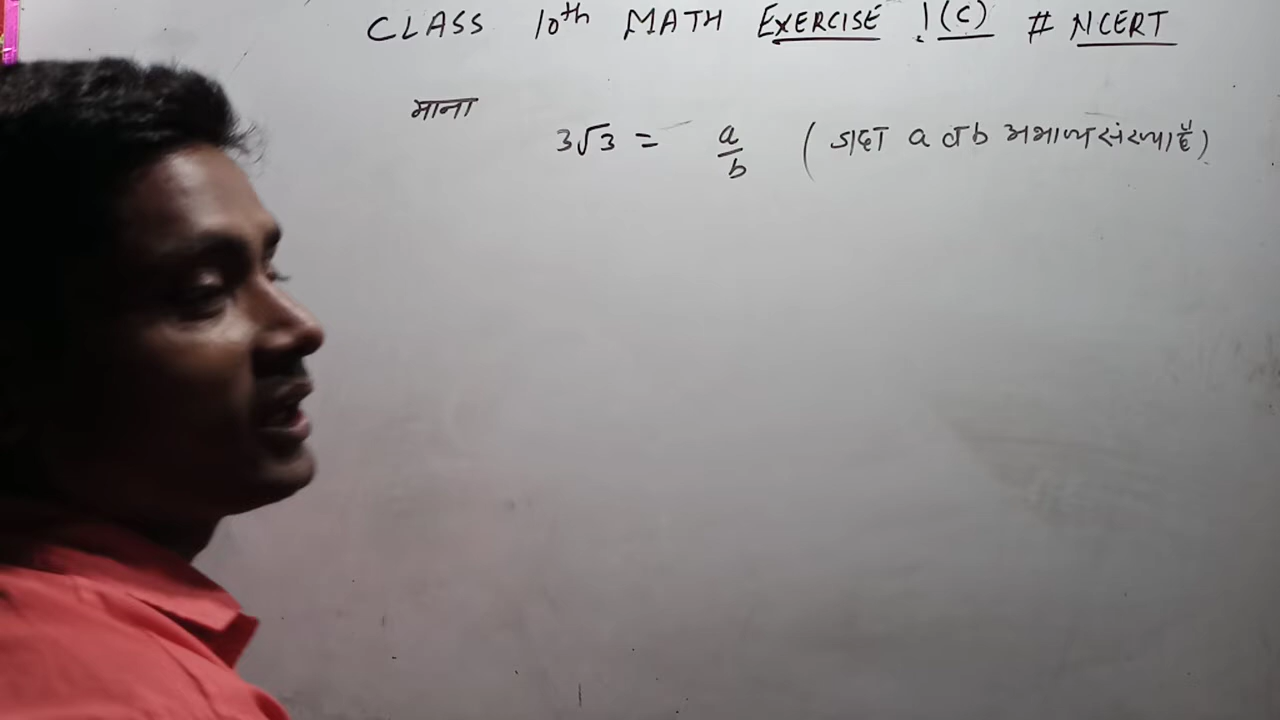 CLASS 10th MATH EXERCISE 1(C) # NCERT
माना
3√3 = a/b ( जहाँ a व b अभाज्य संख्याएँ हैं )